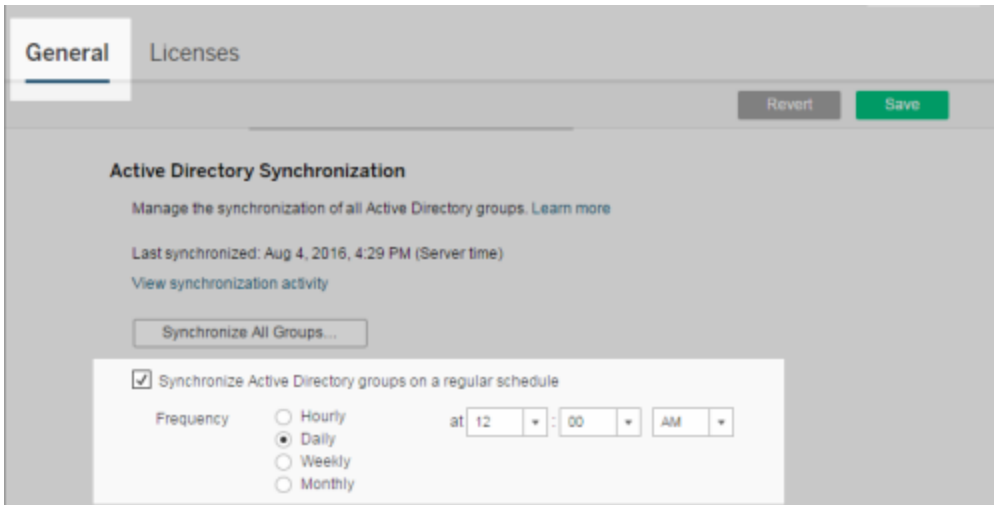 General Licenses
Revert Save
Active Directory Synchronization
Manage the synchronization of all Active Directory groups. Learn more
Last synchronized: Aug 4, 2016, 4:29 PM (Server time)
View synchronization activity
Synchronize All Groups...
Synchronize Active Directory groups on a regular schedule
Frequency Hourly at 12 : 00 AM
Daily
Weekly
Monthly